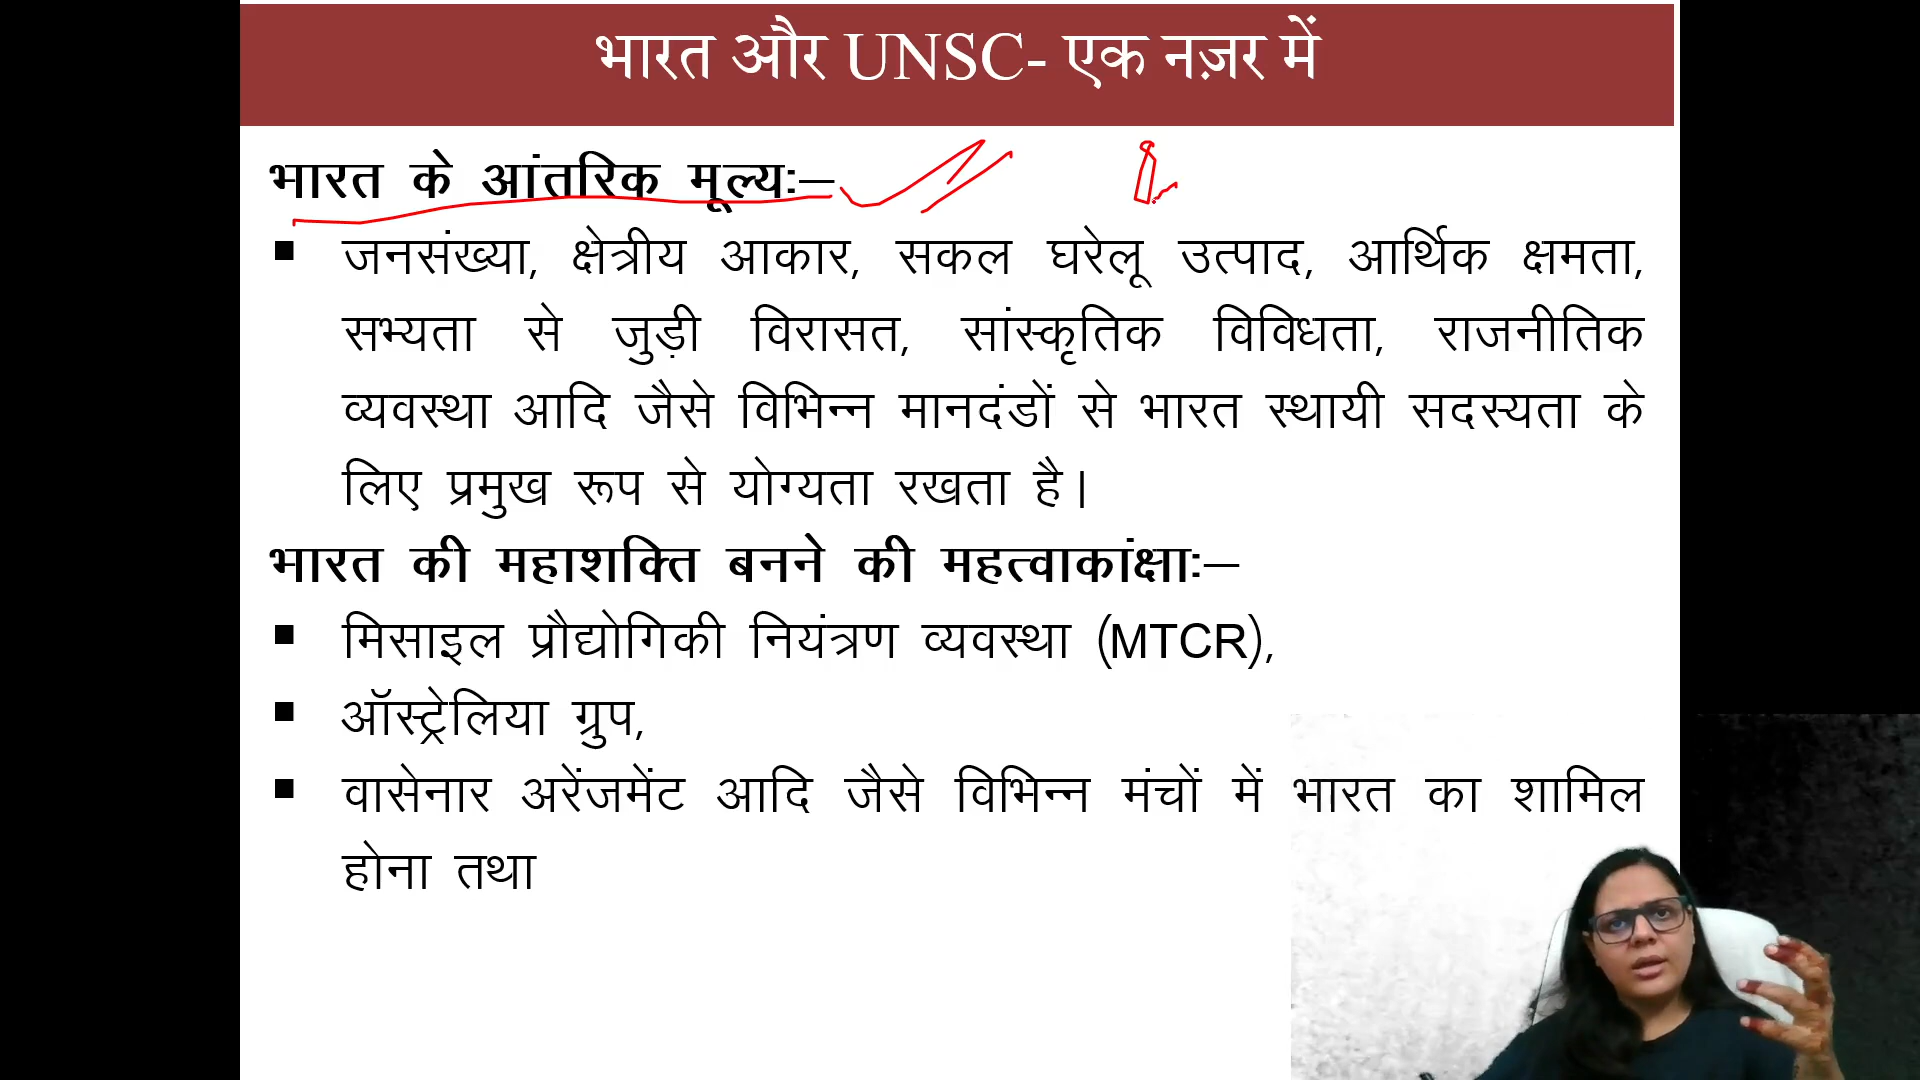 भारत और UNSC- एक नज़र में
भारत के आंतरिक मूल्यः–
▪ जनसंख्या, क्षेत्रीय आकार, सकल घरेलू उत्पाद, आर्थिक क्षमता,
सभ्यता से जुड़ी विरासत, सांस्कृतिक विविधता, राजनीतिक
व्यवस्था आदि जैसे विभिन्न मानदंडों से भारत स्थायी सदस्यता के
लिए प्रमुख रूप से योग्यता रखता है।
भारत की महाशक्ति बनने की महत्वाकांक्षाः–
▪ मिसाइल प्रौद्योगिकी नियंत्रण व्यवस्था (MTCR),
▪ ऑस्ट्रेलिया ग्रुप,
▪ वासेनार अरेंजमेंट आदि जैसे विभिन्न मंचों में भारत का शामिल
होना तथा